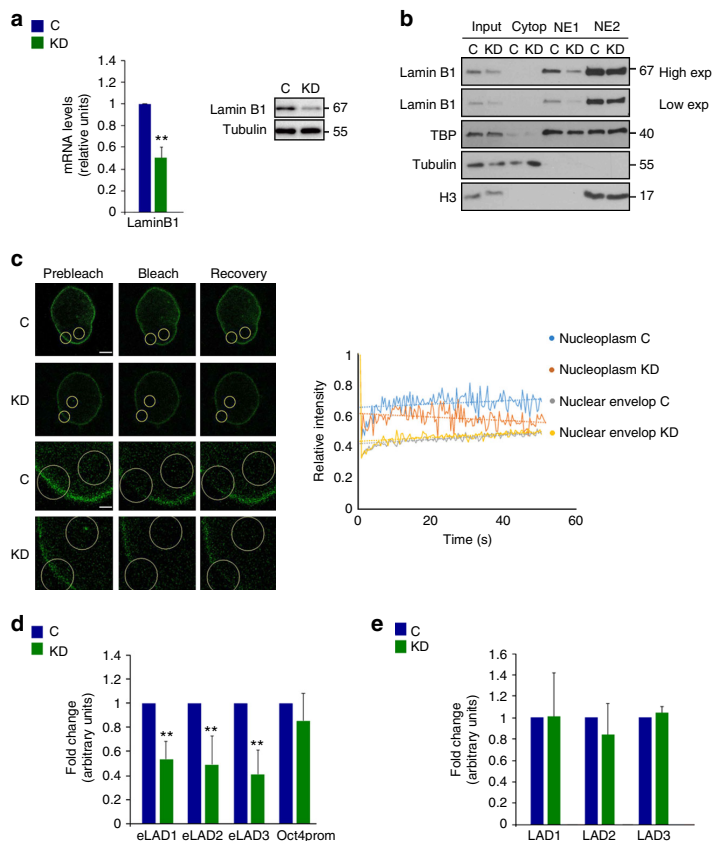 a
C
KD
mRNA levels
(relative units)
1.4
1.2
1
0.8
0.6
0.4
0.2
0
**
LaminB1
C KD
Lamin B1 67
Tubulin 55
b
Input Cytop NE1 NE2
C KD C KD C KD C KD
Lamin B1 67 High exp
Lamin B1 Low exp
TBP 40
Tubulin 55
H3 17
c
Prebleach Bleach Recovery
C
KD
C
KD
Relative intensity
1
0.8
0.6
0.4
0.2
0
0 20 40 60
Time (s)
Nucleoplasm C
Nucleoplasm KD
Nuclear envelop C
Nuclear envelop KD
d
C
KD
Fold change
(arbitrary units)
1.4
1.2
1
0.8
0.6
0.4
0.2
0
** ** **
eLAD1 eLAD2 eLAD3 Oct4prom
e
C
KD
Fold change
(arbitrary units)
1.6
1.4
1.2
1
0.8
0.6
0.4
0.2
0
LAD1 LAD2 LAD3